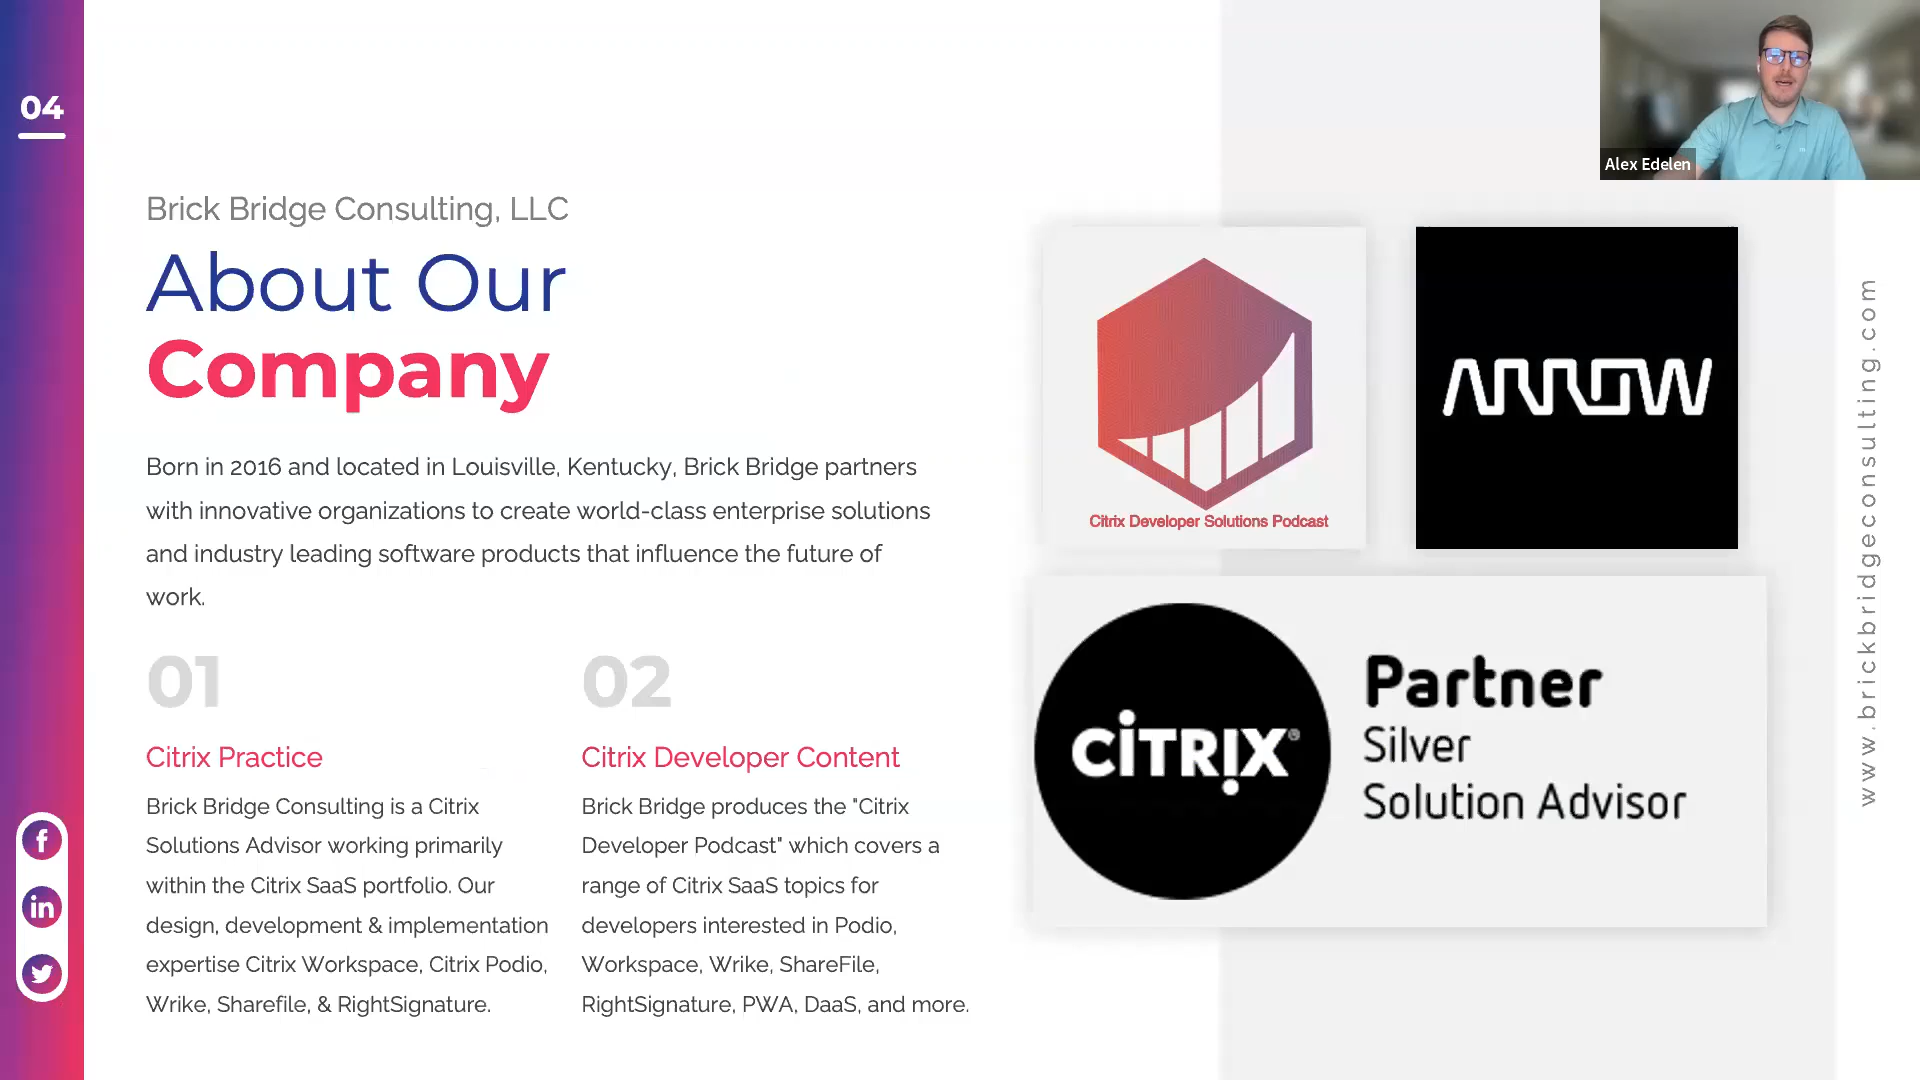 04
Alex Edelen
Brick Bridge Consulting, LLC
About Our
Company
Born in 2016 and located in Louisville, Kentucky, Brick Bridge partners
with innovative organizations to create world-class enterprise solutions
and industry leading software products that influence the future of
work.
01
Citrix Practice
Brick Bridge Consulting is a Citrix
Solutions Advisor working primarily
within the Citrix SaaS portfolio. Our
design, development & implementation
expertise Citrix Workspace, Citrix Podio,
Wrike, Sharefile, & RightSignature.
02
Citrix Developer Content
Brick Bridge produces the "Citrix
Developer Podcast" which covers a
range of Citrix SaaS topics for
developers interested in Podio,
Workspace, Wrike, ShareFile,
RightSignature, PWA, DaaS, and more.
Citrix Developer Solutions Podcast
ARROW
CITRIX®
Partner
Silver
Solution Advisor
www.brickbridgeconsulting.com
f
in